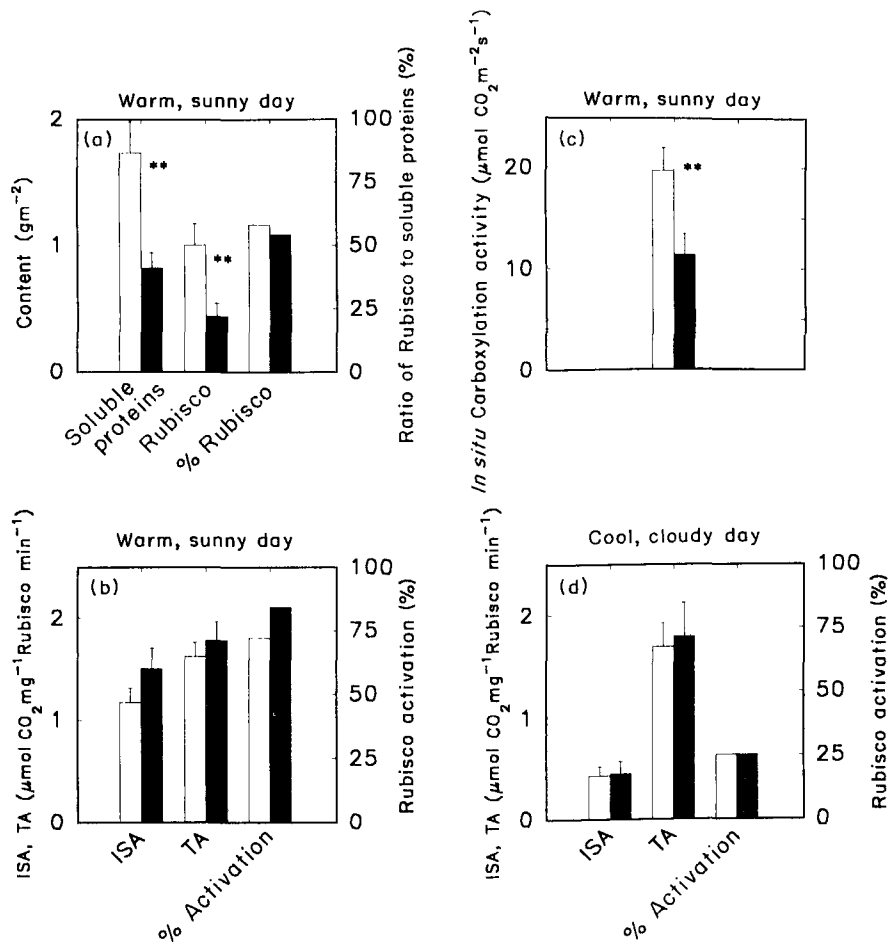 Warm, sunny day
(a)
Content (gm⁻²)
2
1
0
**
**
100
75
50
25
0
Ratio of Rubisco to soluble proteins (%)
Soluble proteins
Rubisco
% Rubisco
Warm, sunny day
(c)
In situ Carboxylation activity (μmol CO₂ m⁻² s⁻¹)
20
10
0
**
Warm, sunny day
(b)
ISA, TA (μmol CO₂ mg⁻¹ Rubisco min⁻¹)
2
1
0
100
75
50
25
0
Rubisco activation (%)
ISA
TA
% Activation
Cool, cloudy day
(d)
ISA, TA (μmol CO₂ mg⁻¹ Rubisco min⁻¹)
2
1
0
100
75
50
25
0
Rubisco activation (%)
ISA
TA
% Activation